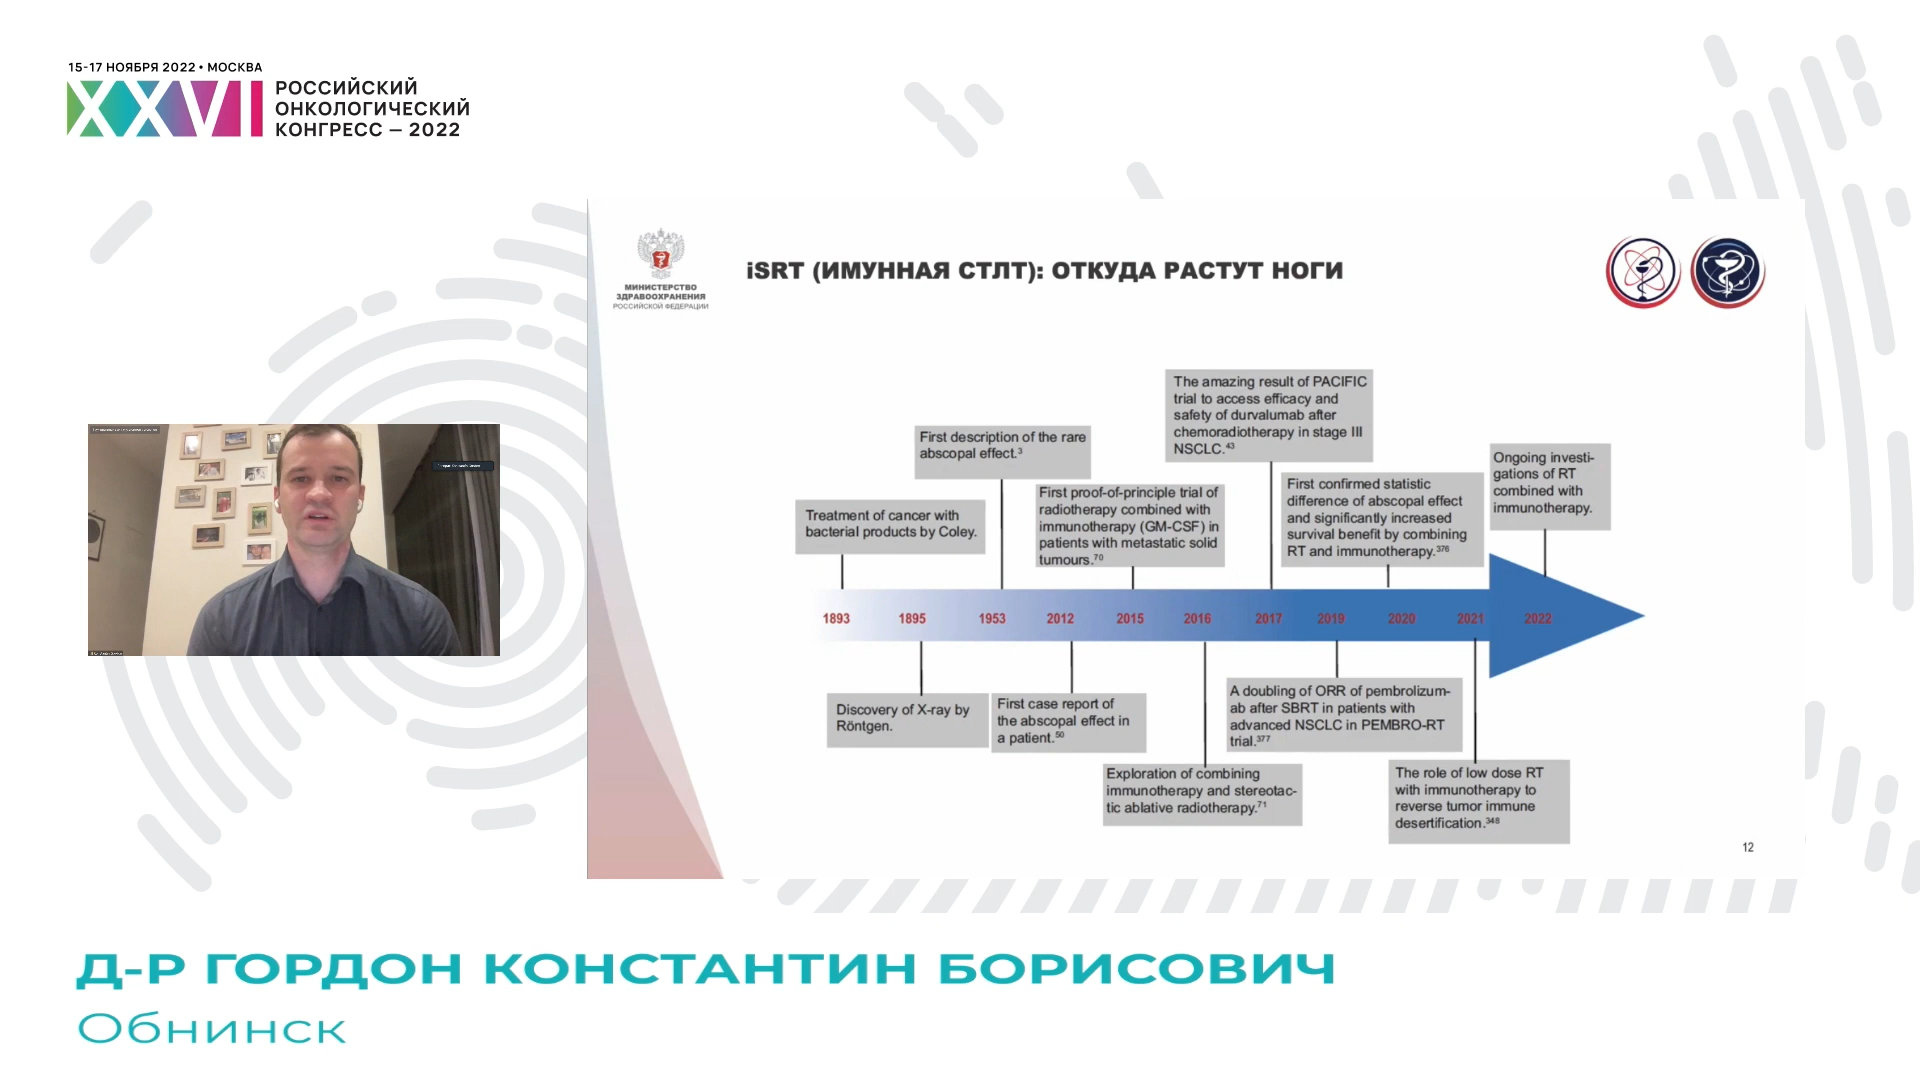 15-17 НОЯБРЯ 2022 • МОСКВА
XXVI
РОССИЙСКИЙ
ОНКОЛОГИЧЕСКИЙ
КОНГРЕСС – 2022
МИНИСТЕРСТВО
ЗДРАВООХРАНЕНИЯ
РОССИЙСКОЙ ФЕДЕРАЦИИ
iSRT (ИМУННАЯ СТЛТ): ОТКУДА РАСТУТ НОГИ
The amazing result of PACIFIC
trial to access efficacy and
safety of durvalumab after
chemoradiotherapy in stage III
NSCLC.⁴³
First description of the rare
abscopal effect.³
Ongoing investi-
gations of RT
combined with
immunotherapy.
First confirmed statistic
difference of abscopal effect
and significantly increased
survival benefit by combining
RT and immunotherapy.³⁷⁶
First proof-of-principle trial of
radiotherapy combined with
immunotherapy (GM-CSF) in
patients with metastatic solid
tumours.⁷⁰
Treatment of cancer with
bacterial products by Coley.
1893 1895 1953 2012 2015 2016 2017 2019 2020 2021 2022
Discovery of X-ray by
Röntgen.
First case report of
the abscopal effect in
a patient.⁵⁰
A doubling of ORR of pembrolizum-
ab after SBRT in patients with
advanced NSCLC in PEMBRO-RT
trial.³⁷⁷
Exploration of combining
immunotherapy and stereotac-
tic ablative radiotherapy.⁷¹
The role of low dose RT
with immunotherapy to
reverse tumor immune
desertification.³⁴⁸
12
Д-Р ГОРДОН КОНСТАНТИН БОРИСОВИЧ
Обнинск